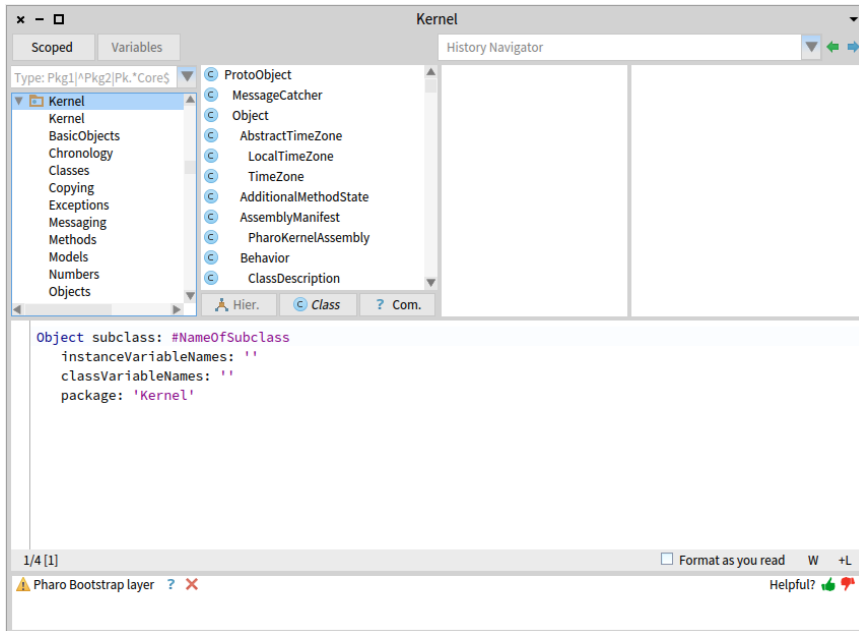 Kernel
Scoped
Variables
History Navigator
Type: Pkg1|^Pkg2|Pk.*Core$
Kernel
Kernel
BasicObjects
Chronology
Classes
Copying
Exceptions
Messaging
Methods
Models
Numbers
Objects
ProtoObject
MessageCatcher
Object
AbstractTimeZone
LocalTimeZone
TimeZone
AdditionalMethodState
AssemblyManifest
PharoKernelAssembly
Behavior
ClassDescription
Hier.
Class
? Com.
Object subclass: #NameOfSubclass
instanceVariableNames: ''
classVariableNames: ''
package: 'Kernel'
1/4 [1]
Format as you read
W
+L
Pharo Bootstrap layer ?
Helpful?